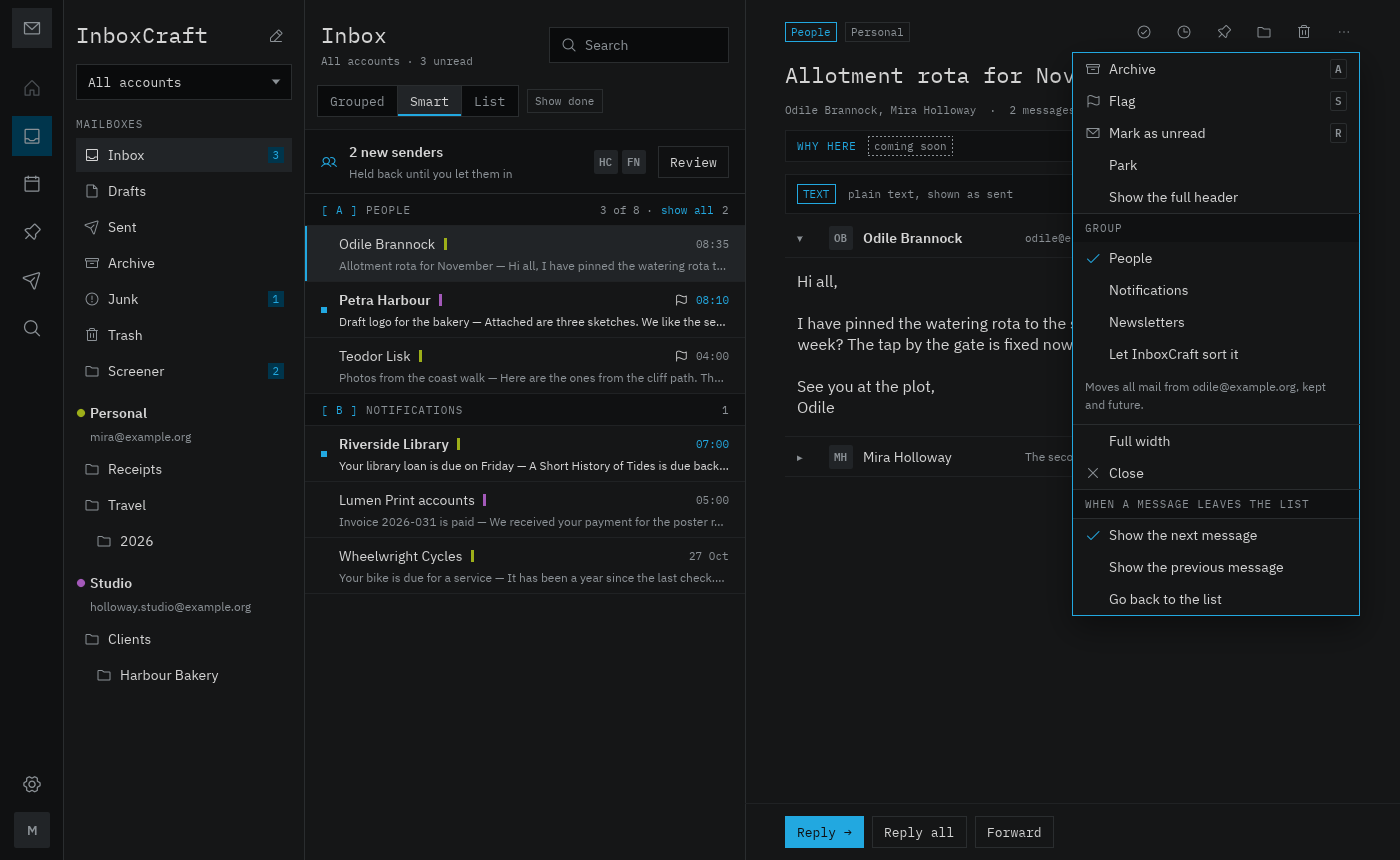 InboxCraft
All accounts
MAILBOXES
Inbox 3
Drafts
Sent
Archive
Junk 1
Trash
Screener 2
Personal
mira@example.org
Receipts
Travel
2026
Studio
holloway.studio@example.org
Clients
Harbour Bakery
M
Inbox
All accounts · 3 unread
Search
Grouped Smart List Show done
2 new senders
Held back until you let them in
HC FN Review
[ A ] PEOPLE 3 of 8 · show all 2
Odile Brannock 08:35
Allotment rota for November — Hi all, I have pinned the watering rota t…
Petra Harbour 08:10
Draft logo for the bakery — Attached are three sketches. We like the se…
Teodor Lisk 04:00
Photos from the coast walk — Here are the ones from the cliff path. Th…
[ B ] NOTIFICATIONS 1
Riverside Library 07:00
Your library loan is due on Friday — A Short History of Tides is due back…
Lumen Print accounts 05:00
Invoice 2026-031 is paid — We received your payment for the poster r…
Wheelwright Cycles 27 Oct
Your bike is due for a service — It has been a year since the last check.…
People Personal
Allotment rota for Nov
Odile Brannock, Mira Holloway · 2 messages
WHY HERE coming soon
TEXT plain text, shown as sent
OB Odile Brannock odile@e
Hi all,
I have pinned the watering rota to the
week? The tap by the gate is fixed now
See you at the plot,
Odile
MH Mira Holloway The seco
Reply → Reply all Forward
Archive A
Flag S
Mark as unread R
Park
Show the full header
GROUP
People
Notifications
Newsletters
Let InboxCraft sort it
Moves all mail from odile@example.org, kept
and future.
Full width
Close
WHEN A MESSAGE LEAVES THE LIST
Show the next message
Show the previous message
Go back to the list